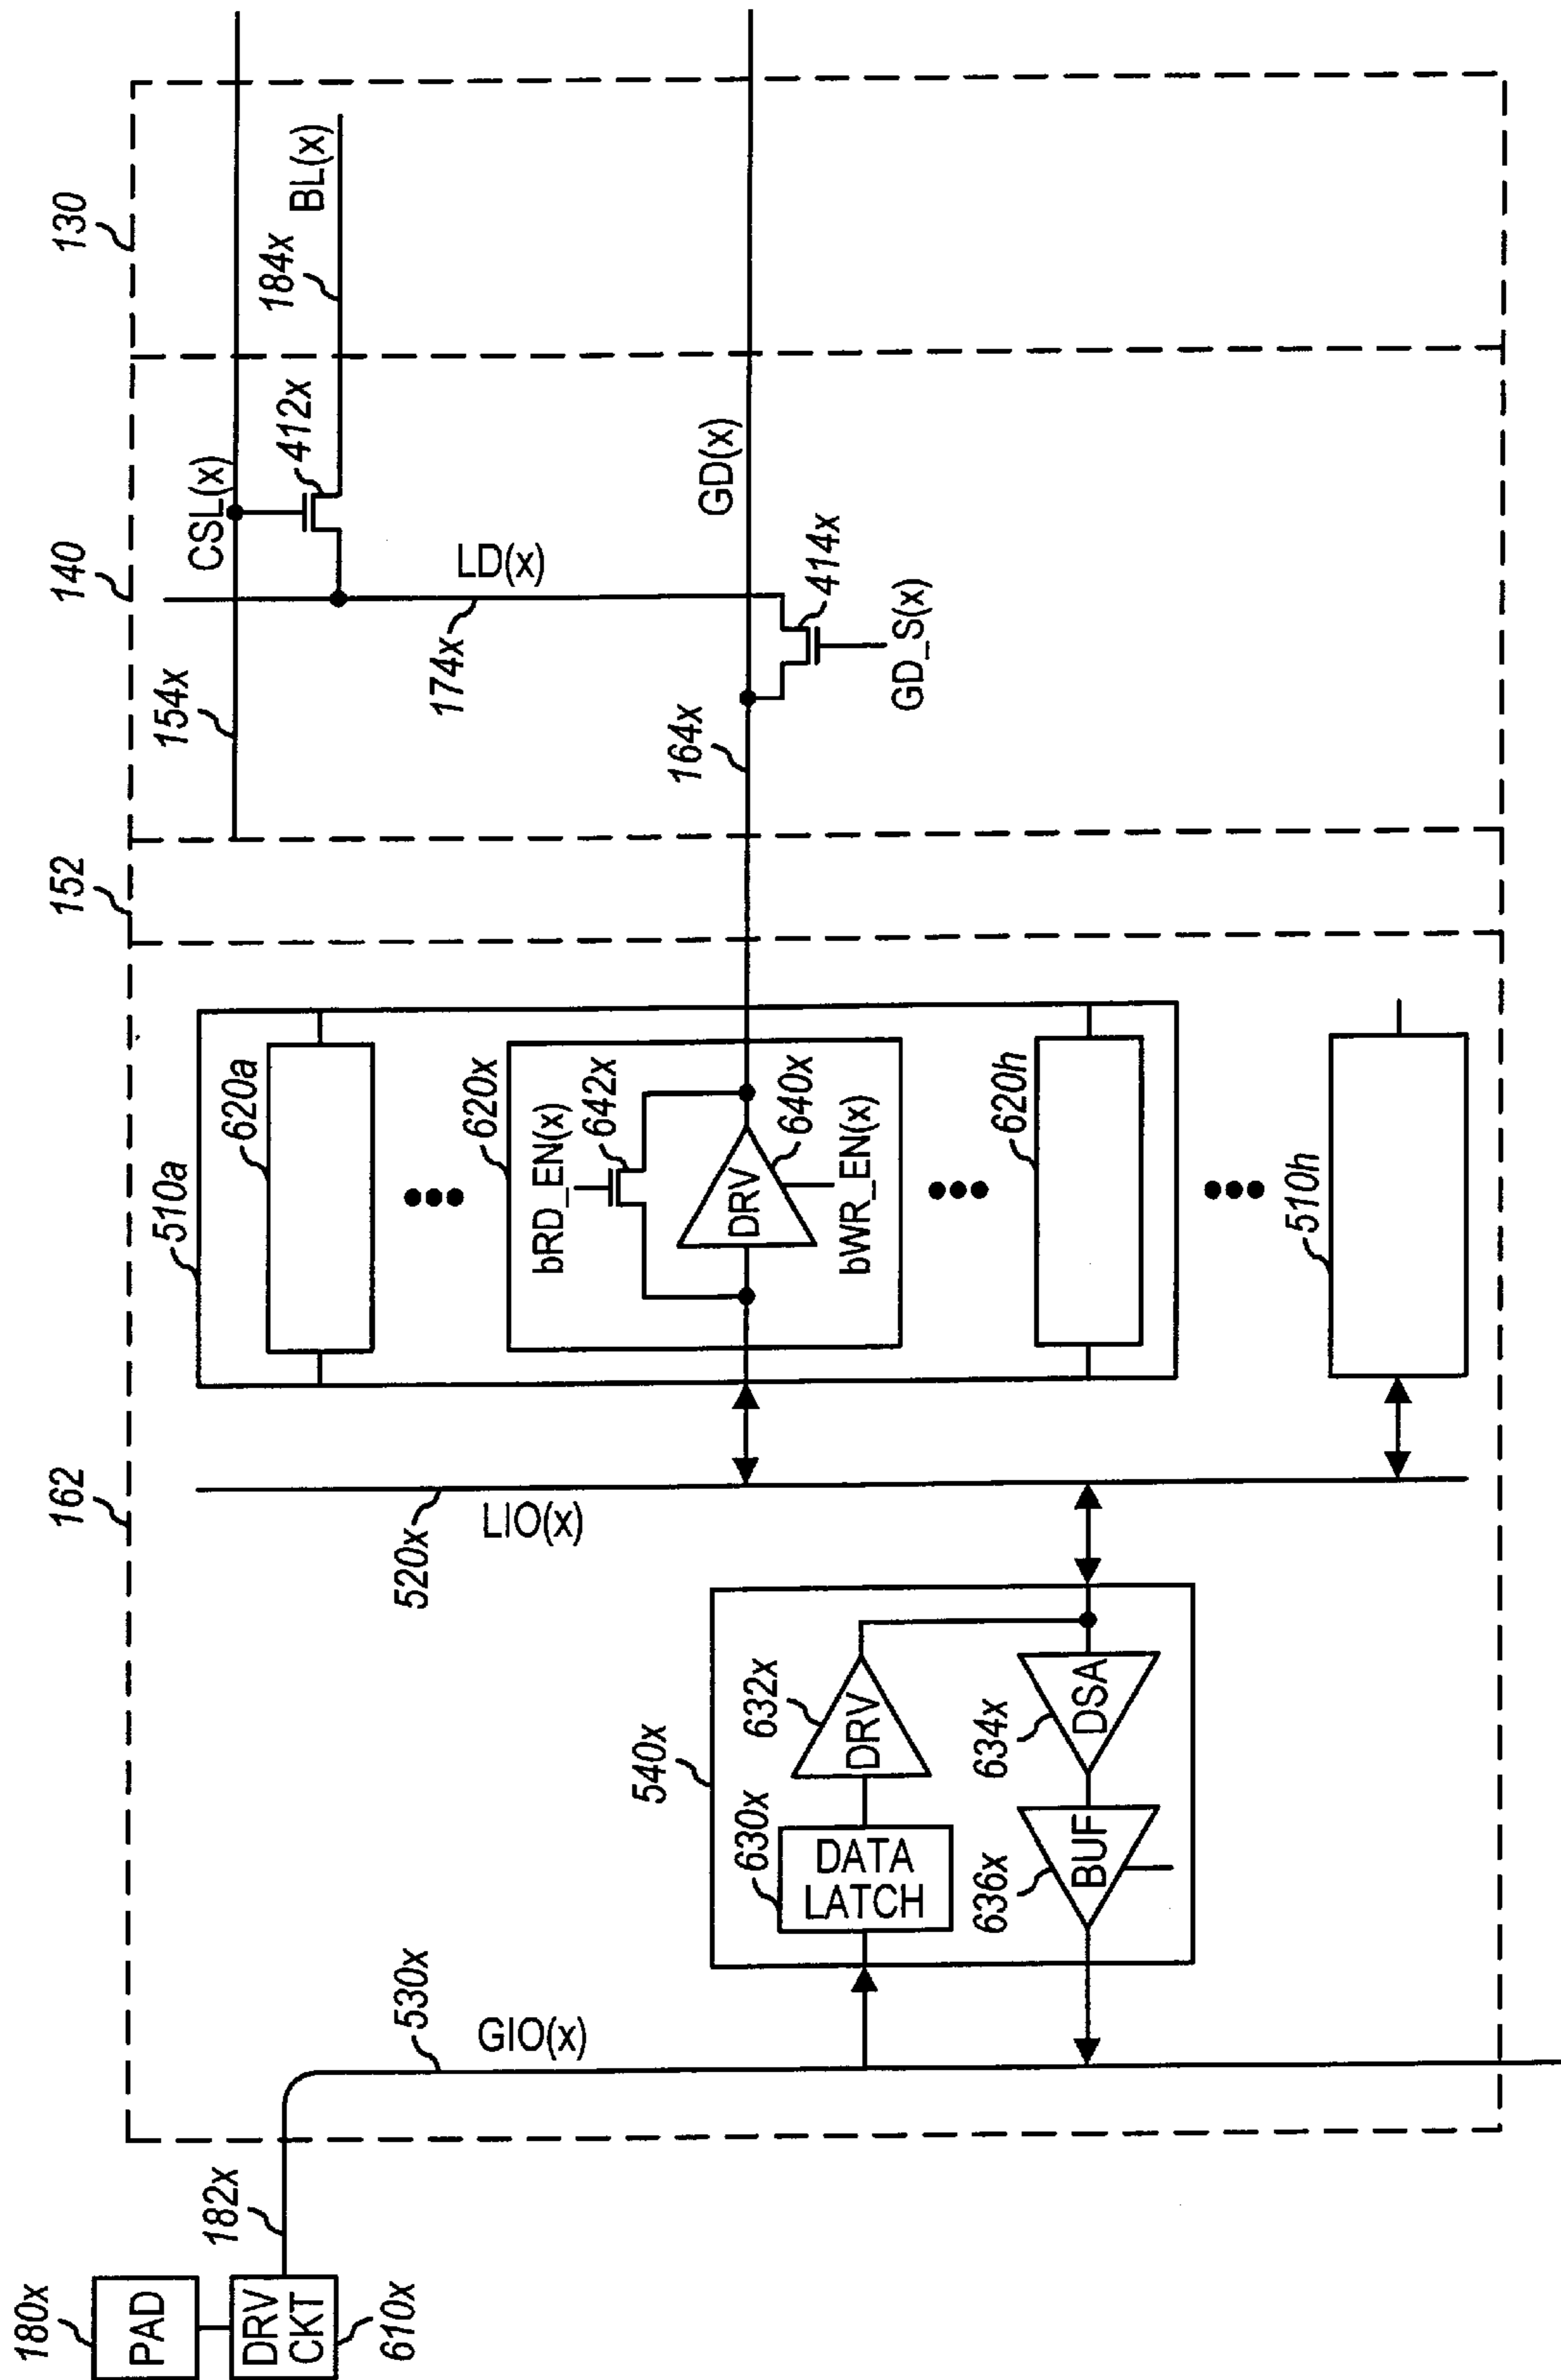 180x
PAD
DRV
CKT
610x
182x
530x
GIO(x)
162
540x
630x
DATA
LATCH
632x
DRV
634x
DSA
636x
BUF
520x
LIO(x)
510a
620a
620x
bRD_EN(x)
642x
DRV
640x
bWR_EN(x)
620h
510h
152
140
154x
CSL(x)
412x
LD(x)
174x
164x
GD(x)
414x
GD_S(x)
130
184x
BL(x)